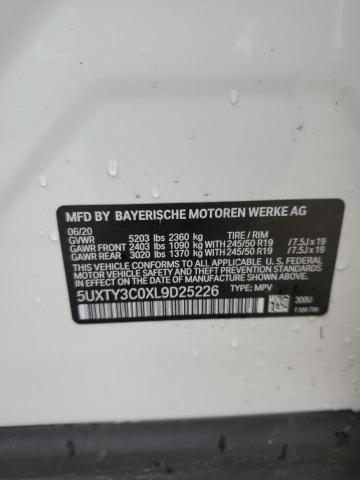 MFD BY BAYERISCHE MOTOREN WERKE AG
06/20
GVWR 5203 lbs 2360 kg TIRE / RIM
GAWR FRONT 2403 lbs 1090 kg WITH 245/50 R19 /7.5J x 19
GAWR REAR 3020 lbs 1370 kg WITH 245/50 R19 /7.5J x 19
THIS VEHICLE CONFORMS TO ALL APPLICABLE U. S. FEDERAL
MOTOR VEHICLE SAFETY STANDARDS IN
EFFECT ON THE DATE OF MANUFACTURE SHOWN ABOVE.
5UXTY3C0XL9D25226 TYPE: MPV
300U